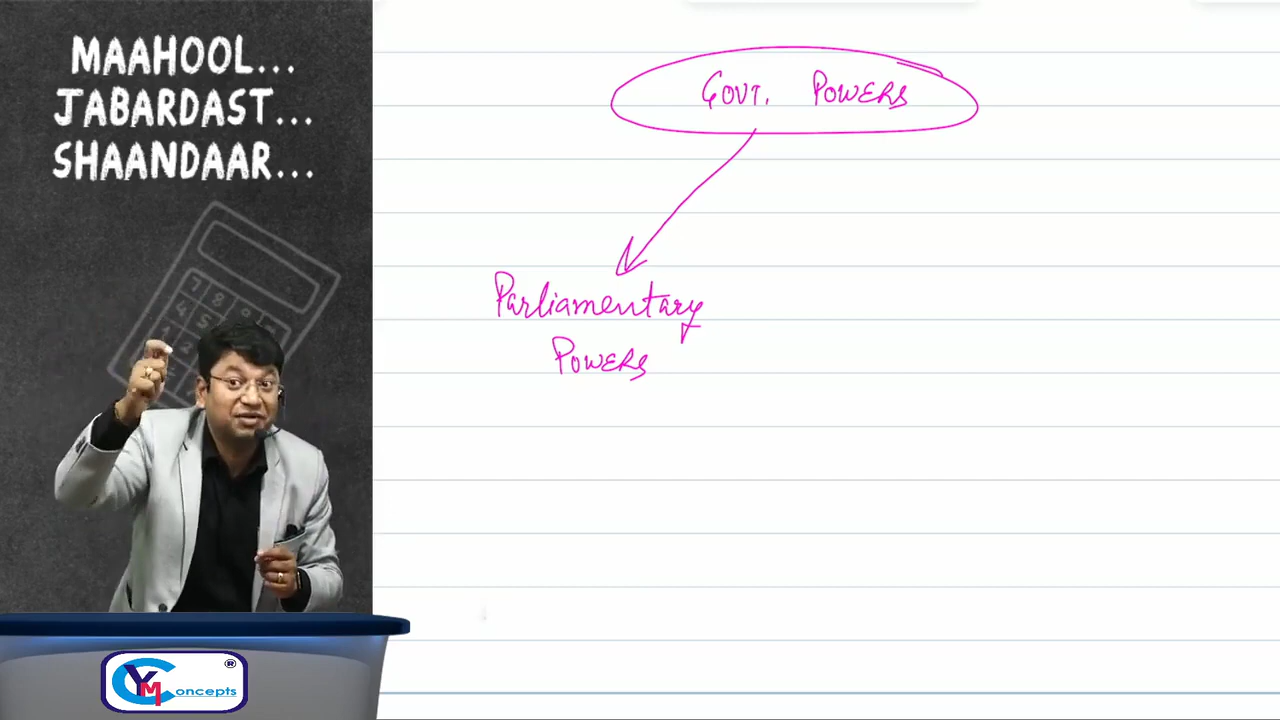 MAAHOOL...
JABARDAST...
SHAANDAAR...
GOVT. POWERS
Parliamentary
POWERS
YM Concepts ®